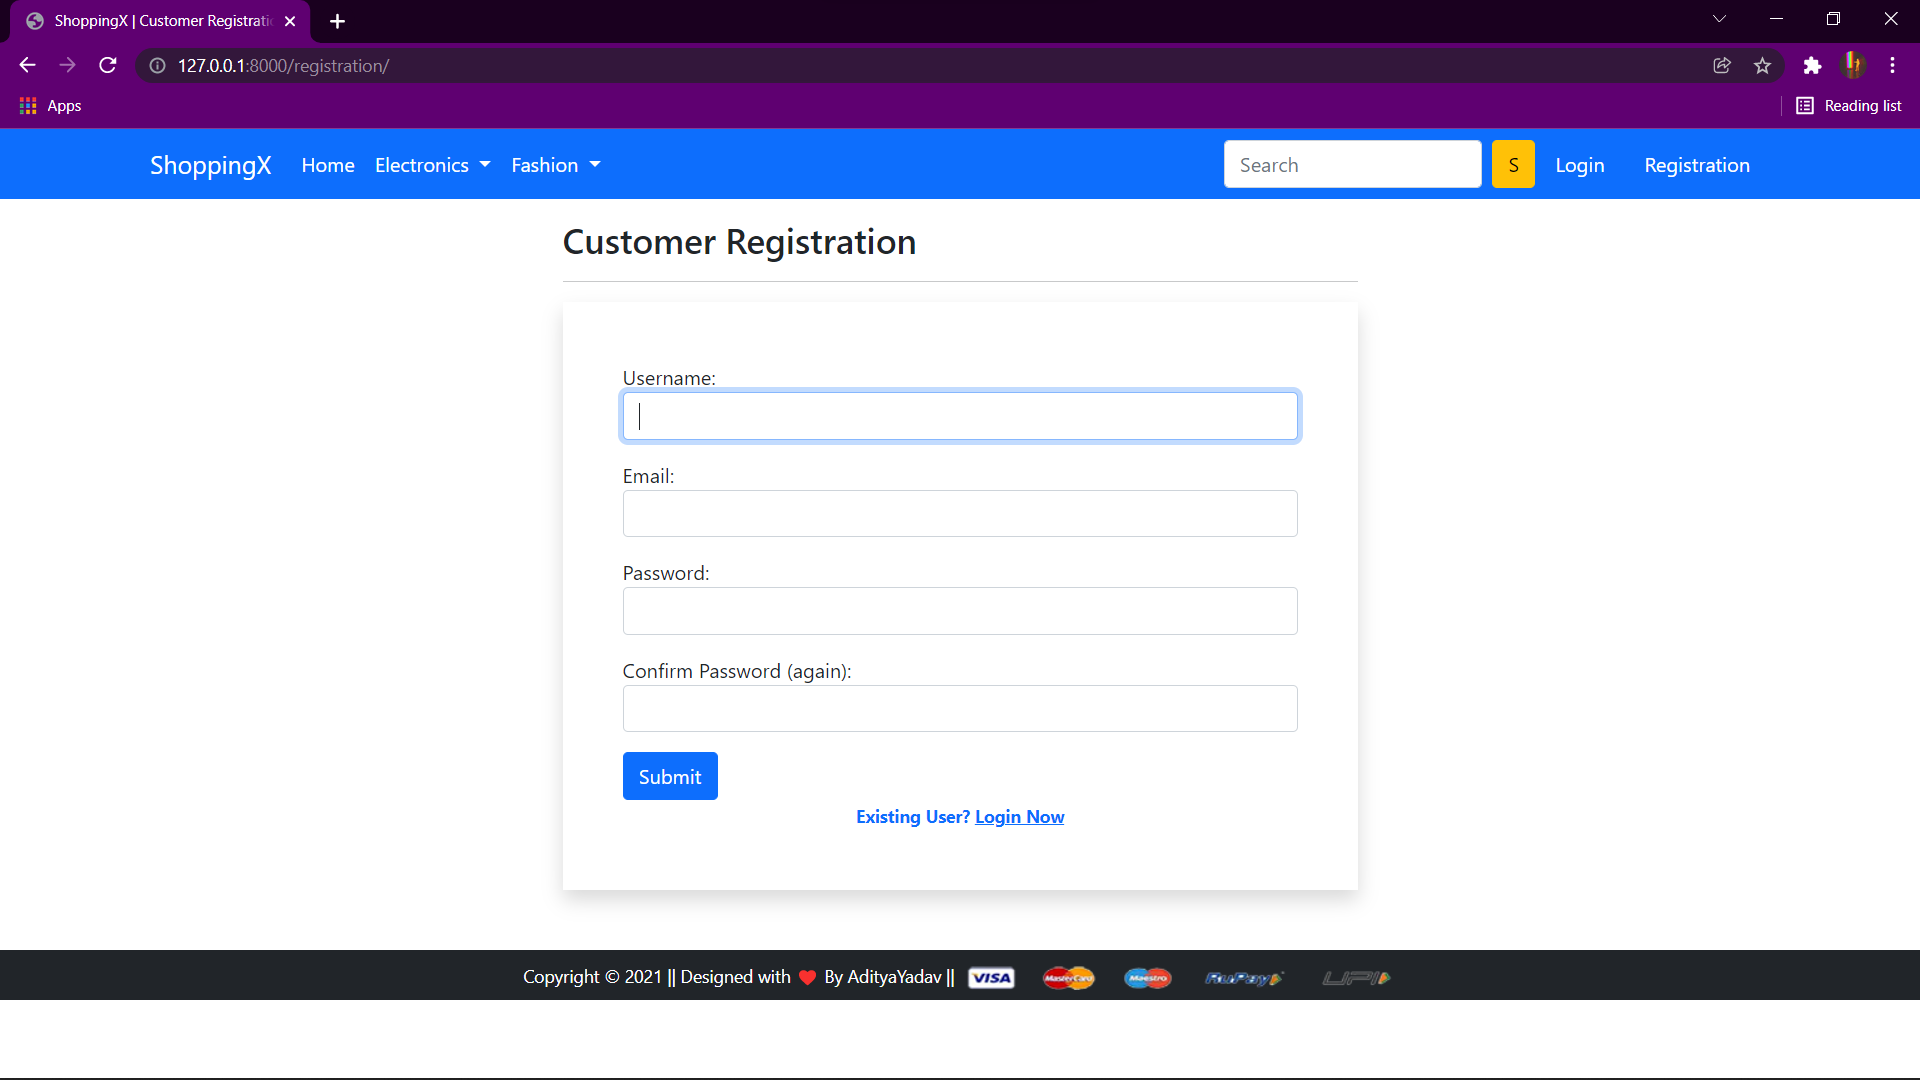 ShoppingX | Customer Registratio
127.0.0.1:8000/registration/
Apps
Reading list
ShoppingX Home Electronics Fashion Search S Login Registration
Customer Registration
Username:
Email:
Password:
Confirm Password (again):
Submit
Existing User? Login Now
Copyright © 2021 || Designed with ❤ By AdityaYadav || VISA MasterCard Maestro RuPay UPI